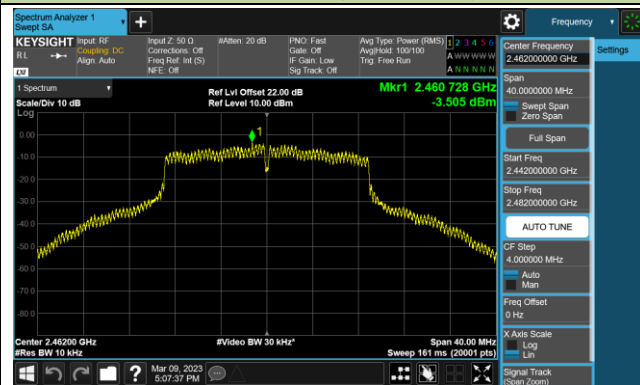 Spectrum Analyzer 1
Swept SA
Frequency
KEYSIGHT
RL
LXI
Input: RF
Coupling: DC
Align: Auto
Input Z: 50 Ω
Corrections: Off
Freq Ref: Int (S)
NFE: Off
#Atten: 20 dB
PNO: Fast
Gate: Off
IF Gain: Low
Sig Track: Off
Avg Type: Power (RMS)
Avg|Hold: 100/100
Trig: Free Run
1 2 3 4 5 6
A W W W W W
A N N N N N
Center Frequency
2.462000000 GHz
Settings
Span
40.0000000 MHz
Swept Span
Zero Span
Full Span
Start Freq
2.442000000 GHz
Stop Freq
2.482000000 GHz
AUTO TUNE
CF Step
4.000000 MHz
Auto
Man
Freq Offset
0 Hz
X Axis Scale
Log
Lin
Signal Track
(Span Zoom)
1 Spectrum
Scale/Div 10 dB
Log
Ref Lvl Offset 22.00 dB
Ref Level 10.00 dBm
Mkr1 2.460 728 GHz
-3.505 dBm
1
0.00
-10.0
-20.0
-30.0
-40.0
-50.0
-60.0
-70.0
-80.0
Center 2.46200 GHz
#Res BW 10 kHz
#Video BW 30 kHz*
Span 40.00 MHz
Sweep 161 ms (20001 pts)
Mar 09, 2023
5:07:37 PM